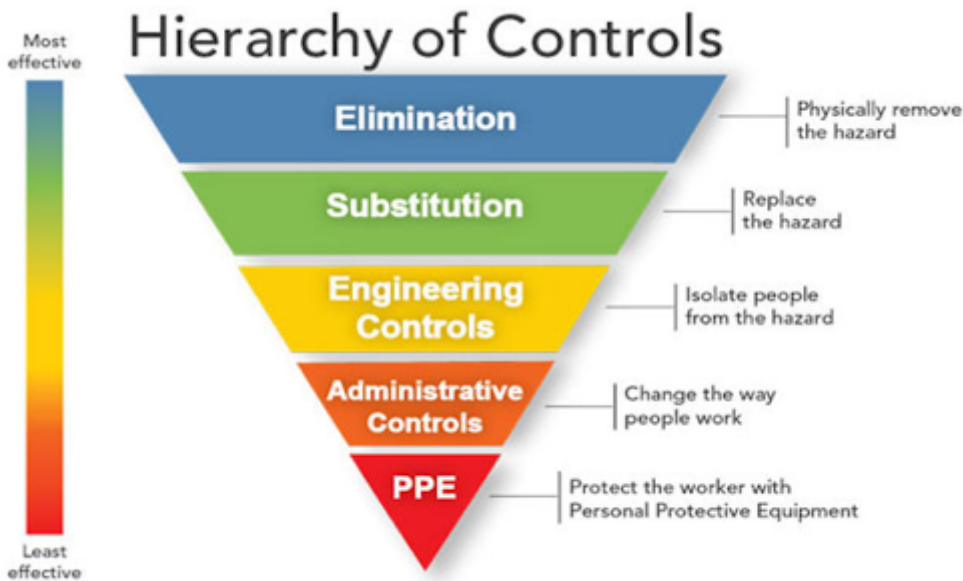 Hierarchy of Controls
Most
effective
Elimination
Physically remove
the hazard
Substitution
Replace
the hazard
Engineering
Controls
Isolate people
from the hazard
Administrative
Controls
Change the way
people work
PPE
Protect the worker with
Personal Protective Equipment
Least
effective